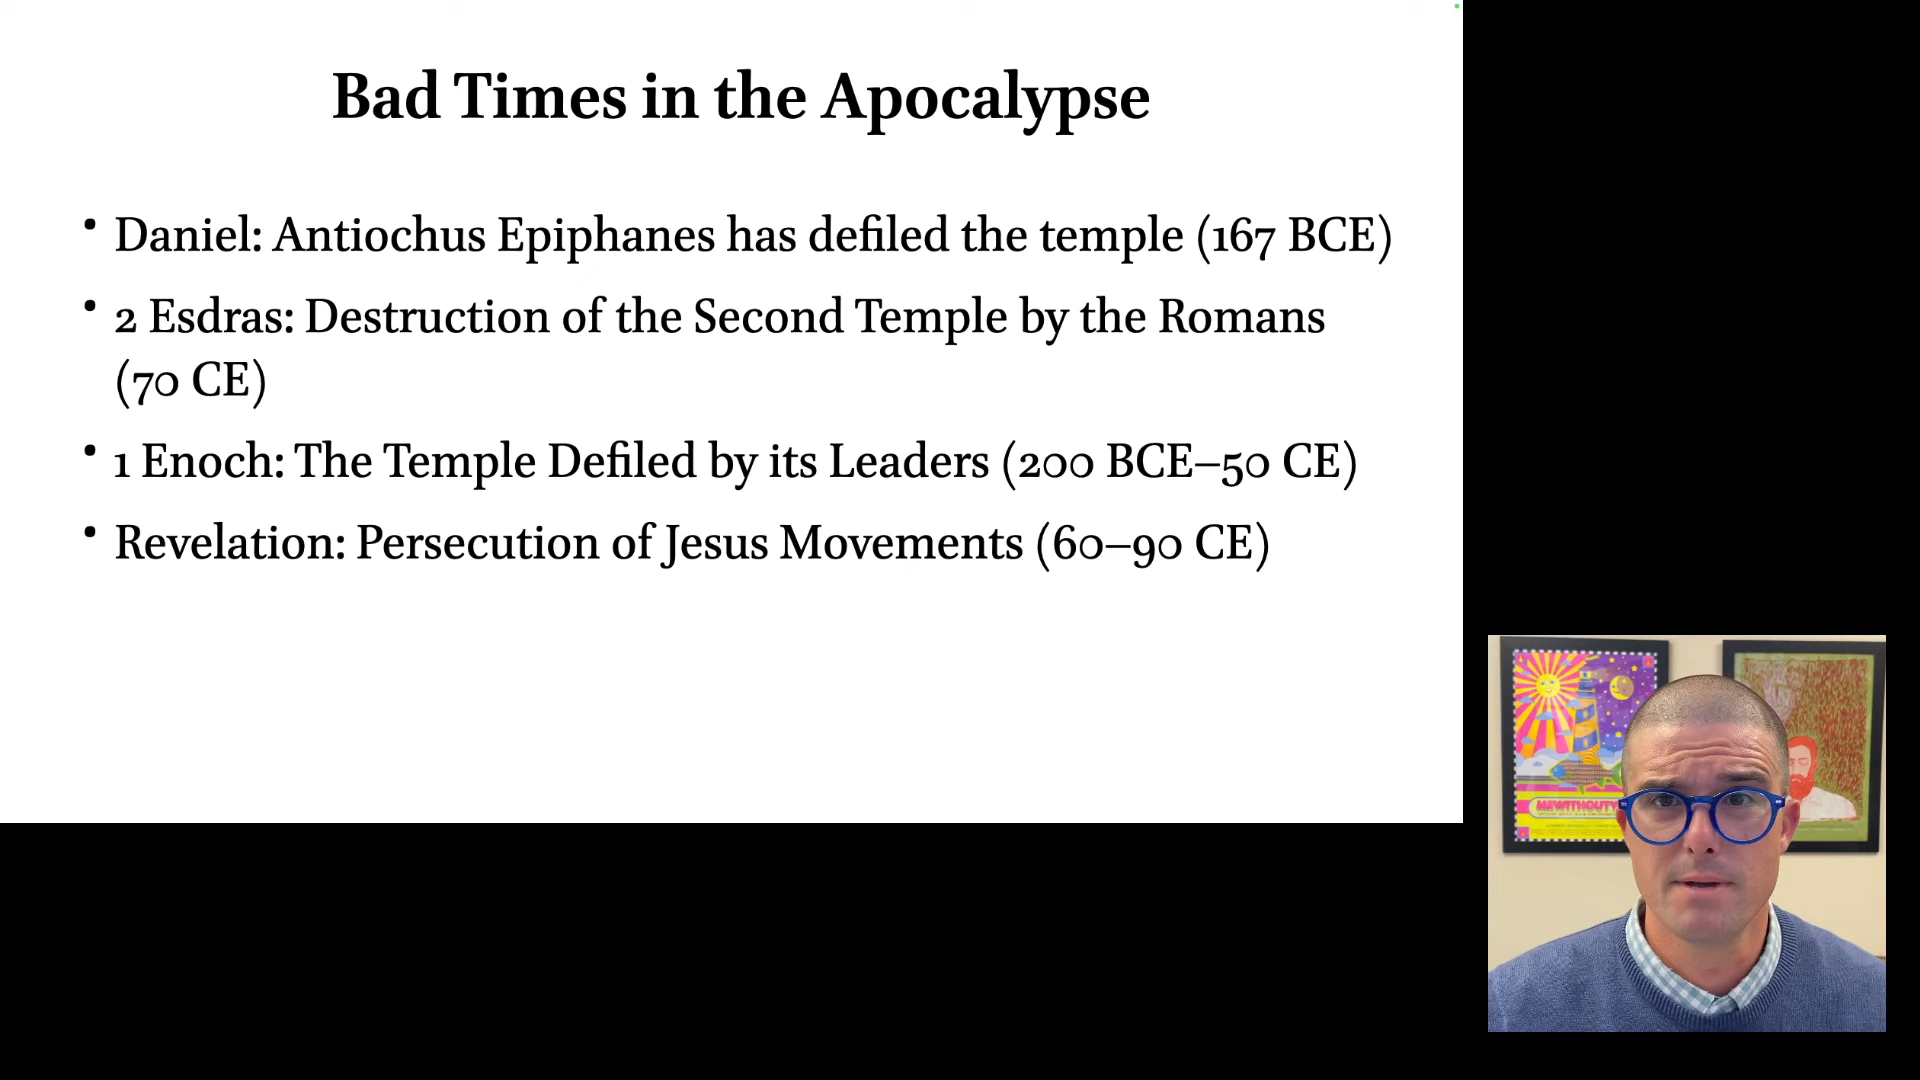 Bad Times in the Apocalypse
• Daniel: Antiochus Epiphanes has defiled the temple (167 BCE)
• 2 Esdras: Destruction of the Second Temple by the Romans
(70 CE)
• 1 Enoch: The Temple Defiled by its Leaders (200 BCE–50 CE)
• Revelation: Persecution of Jesus Movements (60–90 CE)
MEWITHOUTY